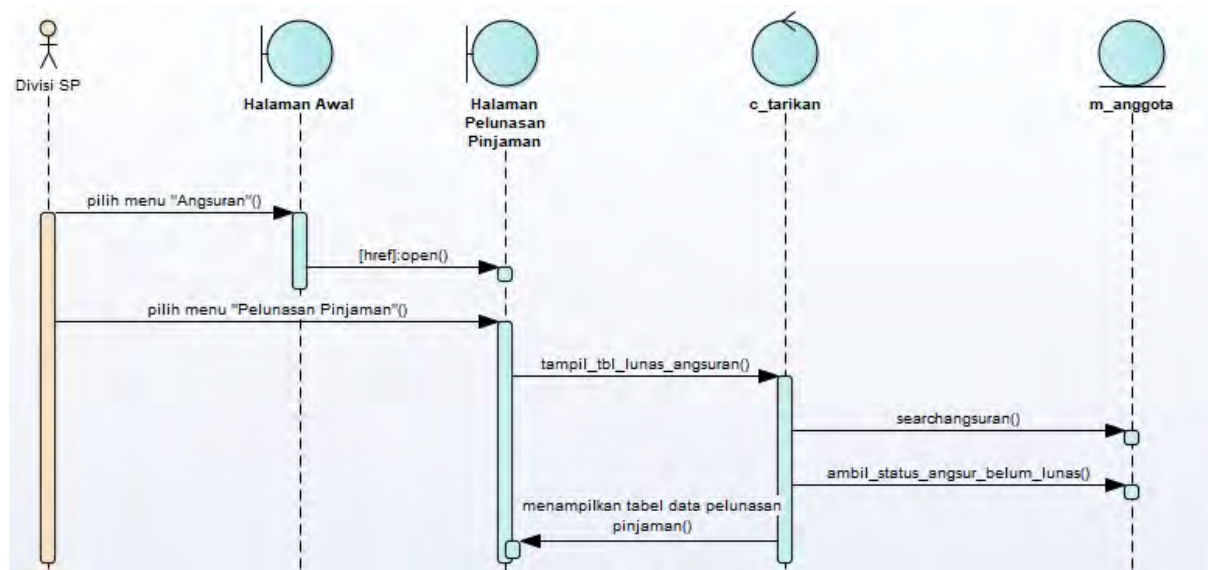 Divisi SP
Halaman Awal
Halaman
Pelunasan
Pinjaman
c_tarikan
m_anggota
pilih menu "Angsuran"()
[href]:open()
pilih menu "Pelunasan Pinjaman"()
tampil_tbl_lunas_angsuran()
searchangsuran()
ambil_status_angsur_belum_lunas()
menampilkan tabel data pelunasan
pinjaman()